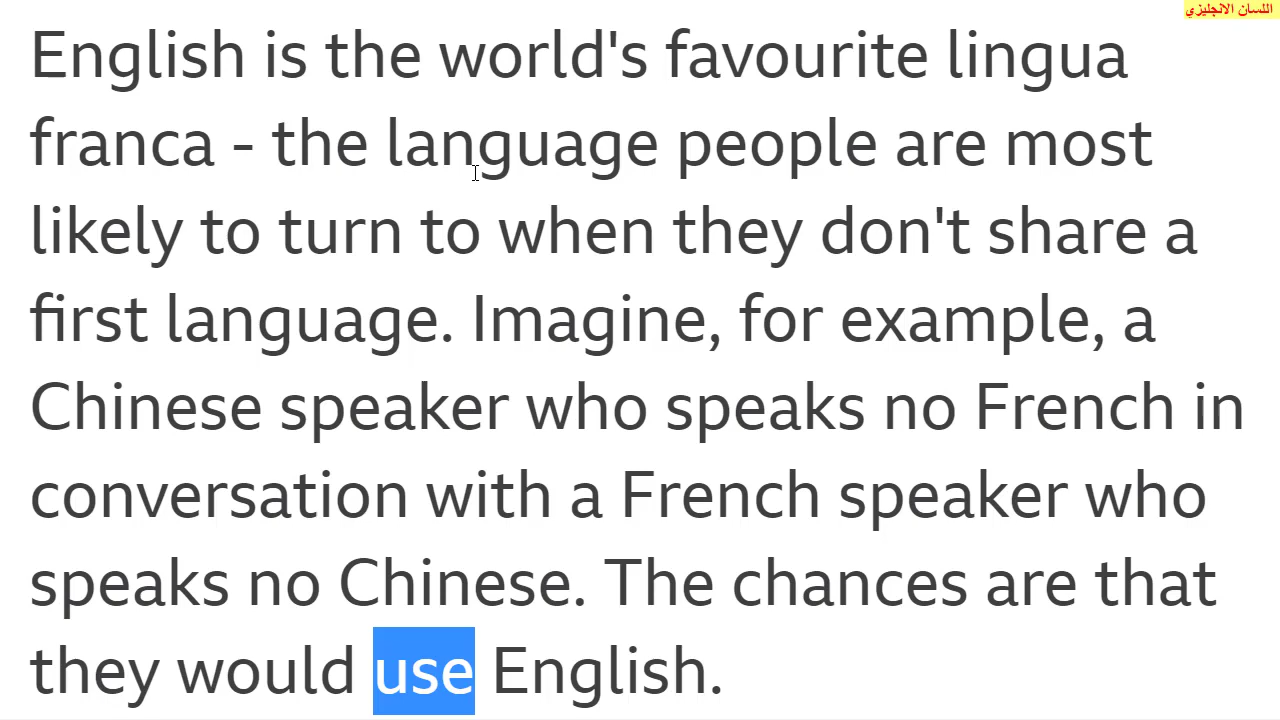 اللسان الانجليزي
English is the world's favourite lingua
franca - the language people are most
likely to turn to when they don't share a
first language. Imagine, for example, a
Chinese speaker who speaks no French in
conversation with a French speaker who
speaks no Chinese. The chances are that
they would use English.